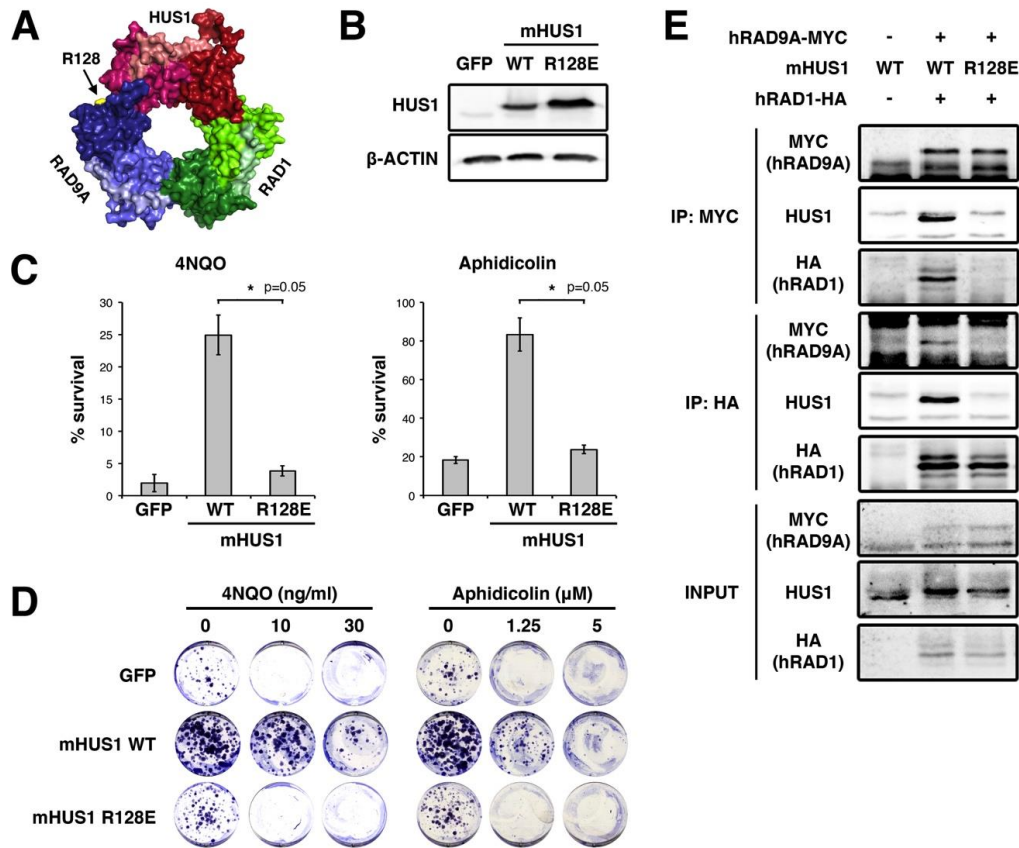 A
HUS1
R128
RAD9A
RAD1
B
mHUS1
GFP WT R128E
HUS1
β-ACTIN
C
4NQO
* p=0.05
% survival
30
25
20
15
10
5
0
GFP WT R128E
mHUS1
Aphidicolin
* p=0.05
% survival
100
80
60
40
20
0
GFP WT R128E
mHUS1
D
4NQO (ng/ml) Aphidicolin (µM)
0 10 30 0 1.25 5
GFP
mHUS1 WT
mHUS1 R128E
E
hRAD9A-MYC - + +
mHUS1 WT WT R128E
hRAD1-HA - + +
IP: MYC
MYC
(hRAD9A)
HUS1
HA
(hRAD1)
IP: HA
MYC
(hRAD9A)
HUS1
HA
(hRAD1)
INPUT
MYC
(hRAD9A)
HUS1
HA
(hRAD1)